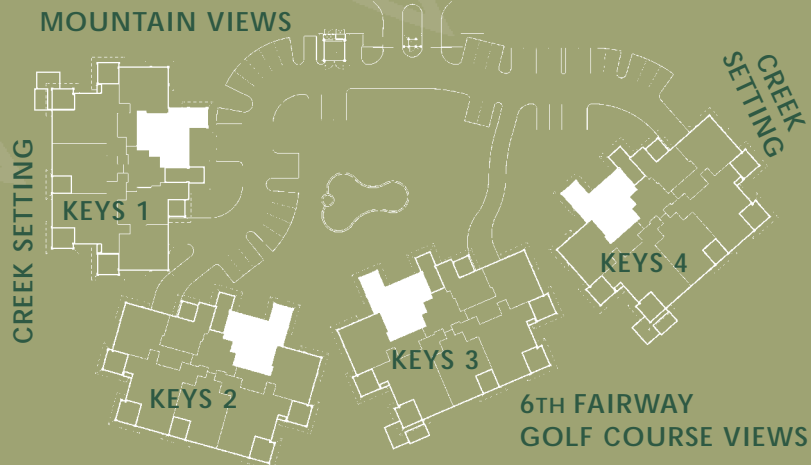 MOUNTAIN VIEWS
CREEK
SETTING
CREEK SETTING
KEYS 1
KEYS 4
KEYS 3
KEYS 2
6TH FAIRWAY
GOLF COURSE VIEWS